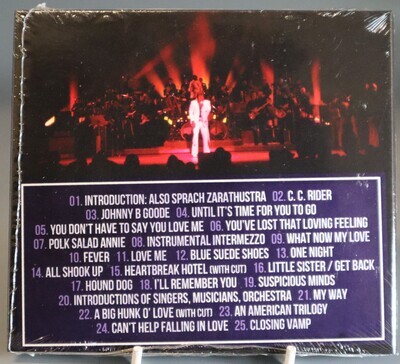 01. INTRODUCTION: ALSO SPRACH ZARATHUSTRA 02. C. C. RIDER
03. JOHNNY B GOODE 04. UNTIL IT'S TIME FOR YOU TO GO
05. YOU DON'T HAVE TO SAY YOU LOVE ME 06. YOU'VE LOST THAT LOVING FEELING
07. POLK SALAD ANNIE 08. INSTRUMENTAL INTERMEZZO 09. WHAT NOW MY LOVE
10. FEVER 11. LOVE ME 12. BLUE SUEDE SHOES 13. ONE NIGHT
14. ALL SHOOK UP 15. HEARTBREAK HOTEL (WITH CUT) 16. LITTLE SISTER / GET BACK
17. HOUND DOG 18. I'LL REMEMBER YOU 19. SUSPICIOUS MINDS
20. INTRODUCTIONS OF SINGERS, MUSICIANS, ORCHESTRA 21. MY WAY
22. A BIG HUNK O' LOVE (WITH CUT) 23. AN AMERICAN TRILOGY
24. CAN'T HELP FALLING IN LOVE 25. CLOSING VAMP